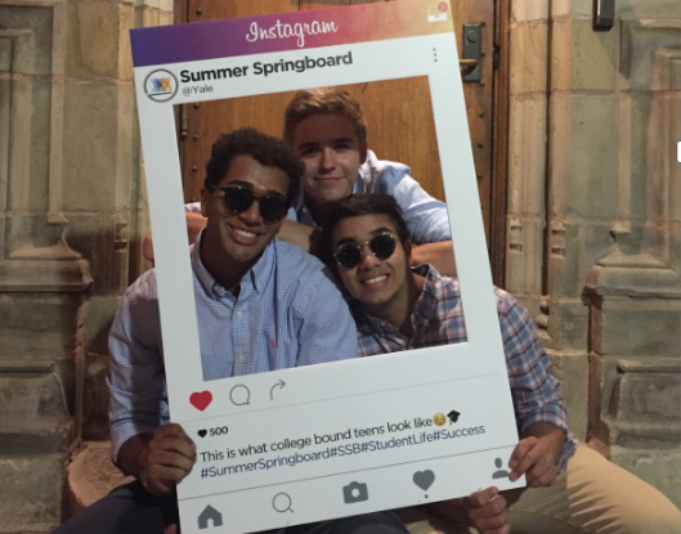 Instagram
Summer Springboard
@Yale
500
This is what college bound teens look like😉🎓
#SummerSpringboard#SSB#StudentLife#Success